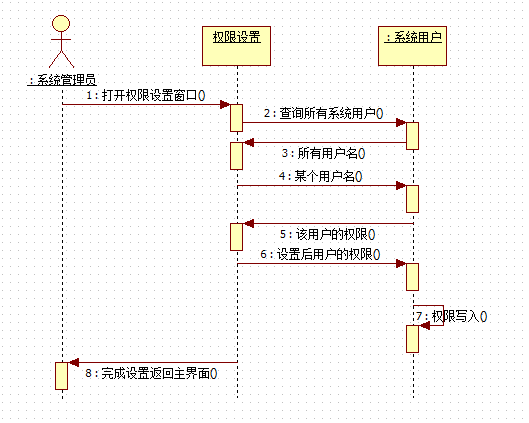 权限设置
:系统用户
:系统管理员
1:打开权限设置窗口()
2:查询所有系统用户()
3:所有用户名()
4:某个用户名()
5:该用户的权限()
6:设置后用户的权限()
7:权限写入()
8:完成设置返回主界面()